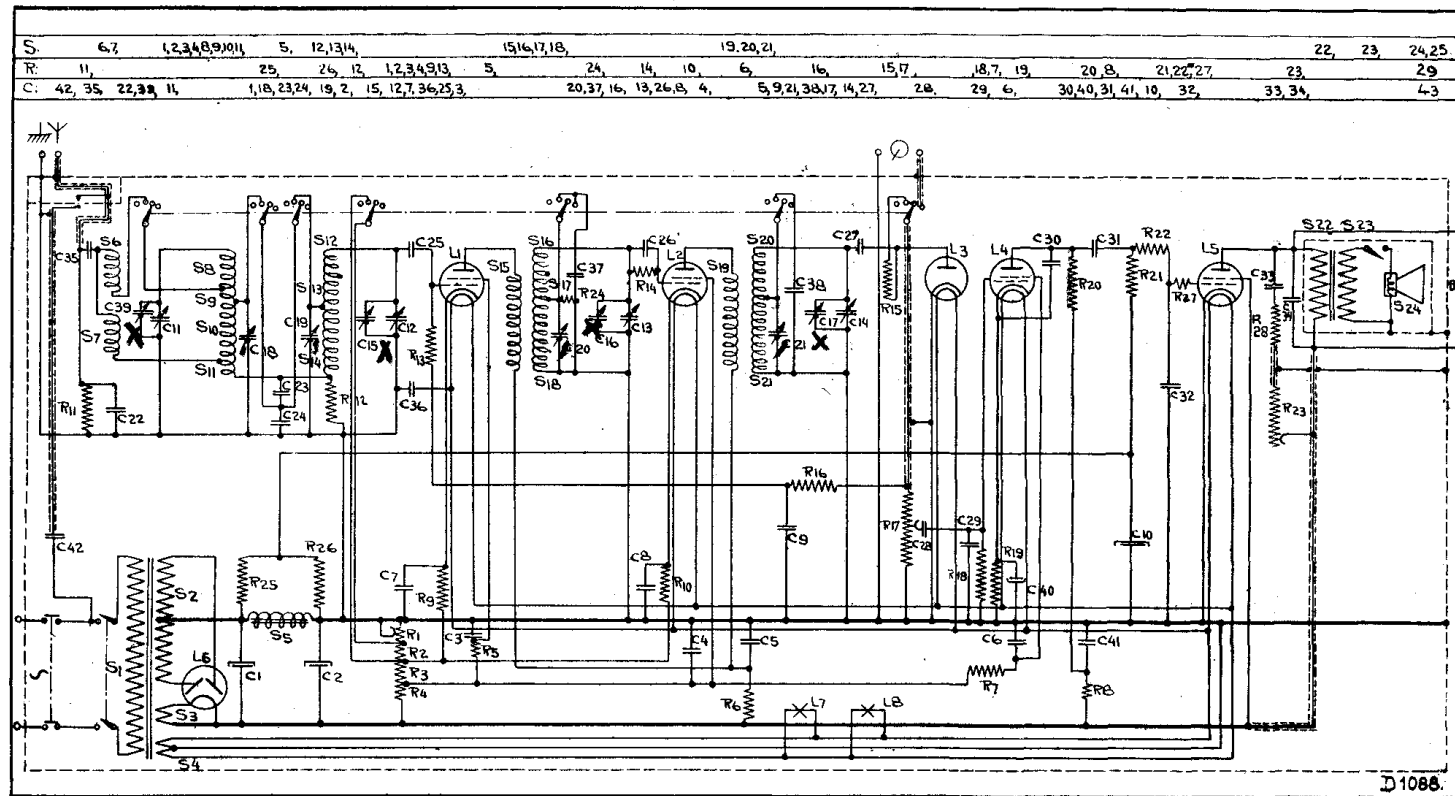 S. 6,7, 1,2,3,4,8,9,10,11, 5, 12,13,14, 15,16,17,18, 19,20,21, 22, 23, 24,25
R. 11, 25, 26, 12, 1,2,3,4,9,13, 5, 24, 14, 10, 6, 16, 15,17, 18,7, 19, 20,8, 21,22,27, 23, 29
C. 42, 35, 22,39, 11, 1,18,23,24, 19, 2, 15, 12,7,36,25,3, 20,37, 16, 13,26,8, 4, 5,9,21,38,17, 14,27, 28, 29, 6, 30,40,31,41, 10, 32, 33,34, 43
S6 C35 C39 C11 S7 R11 C22
S8 S9 S10 S11 C18 C23 C24
S12 S13 C19 S14 R12
C15 C12 C25 R13 C36 L1 S15
S16 S17 S18 C37 R24 C20 C16 C13
C26 R14 L2 S19
S20 S21 C38 C21 C17 C14 C27
R15 L3 L4 C30 C31 R20 R21 R22 R27 C32 L5
C33 R28 R23 S22 S23 S24
R16 C9 R17 C28 C29 R18 R19 C40 C10
C42 S1 S2 S3 S4 L6
R25 R26 S5 C1 C2
C7 R9 R1 R2 R3 R4 C3 R5
C8 R10 C4 C5 R6
L7 L8
R7 C6 C41 R8
D1088.